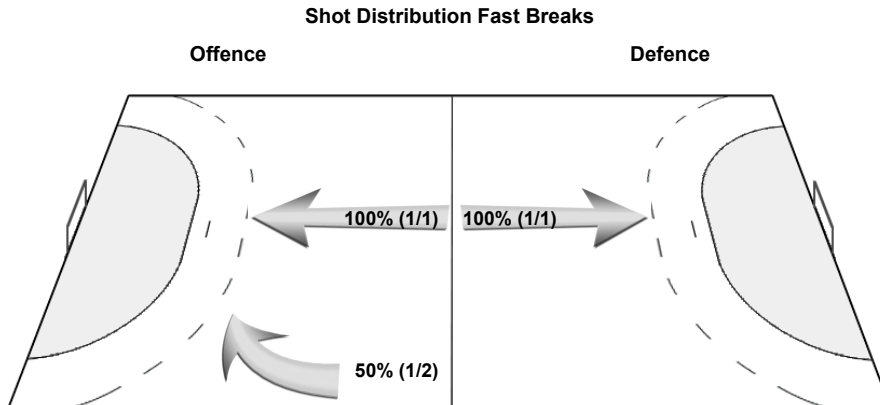 Shot Distribution Fast Breaks
Offence Defence
100% (1/1) 100% (1/1)
50% (1/2)